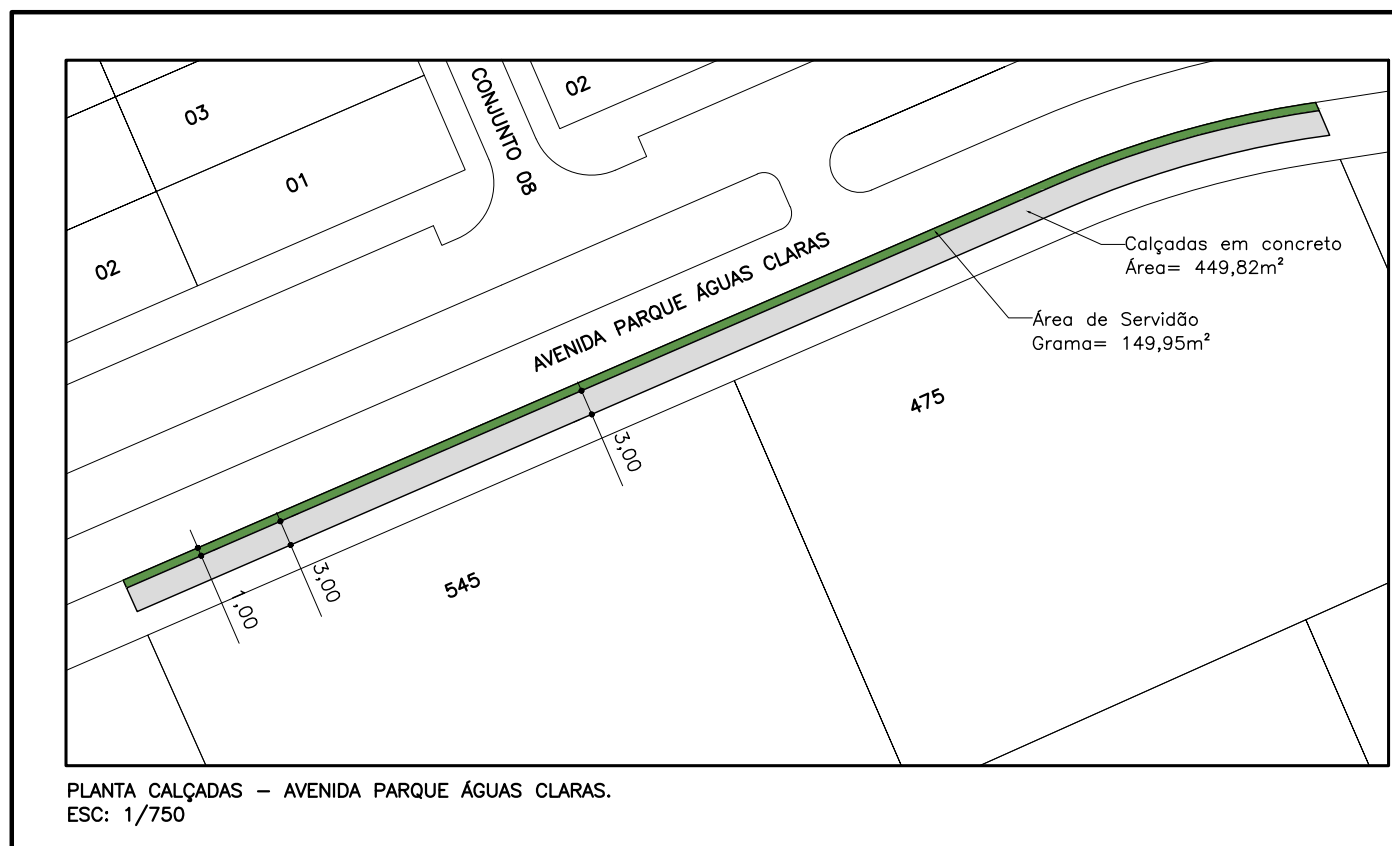 03
02
CONJUNTO 08
01
02
AVENIDA PARQUE ÁGUAS CLARAS
Calçadas em concreto
Área= 449,82m²
Área de Servidão
Grama= 149,95m²
475
3,00
3,00
1,00
545
PLANTA CALÇADAS – AVENIDA PARQUE ÁGUAS CLARAS.
ESC: 1/750